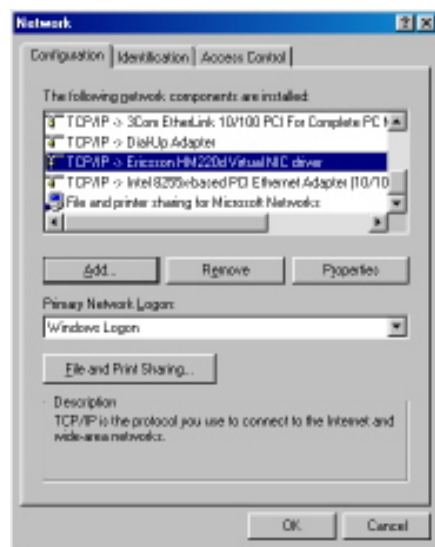 Network
Configuration Identification Access Control
The following network components are installed:
TCP/IP -> 3Com EtherLink 10/100 PCI For Complete PC M
TCP/IP -> Dial-Up Adapter
TCP/IP -> Ericsson HM220d Virtual NIC driver
TCP/IP -> Intel 8255x-based PCI Ethernet Adapter (10/10
File and printer sharing for Microsoft Networks
Add... Remove Properties
Primary Network Logon:
Windows Logon
File and Print Sharing...
Description
TCP/IP is the protocol you use to connect to the Internet and
wide-area networks.
OK Cancel